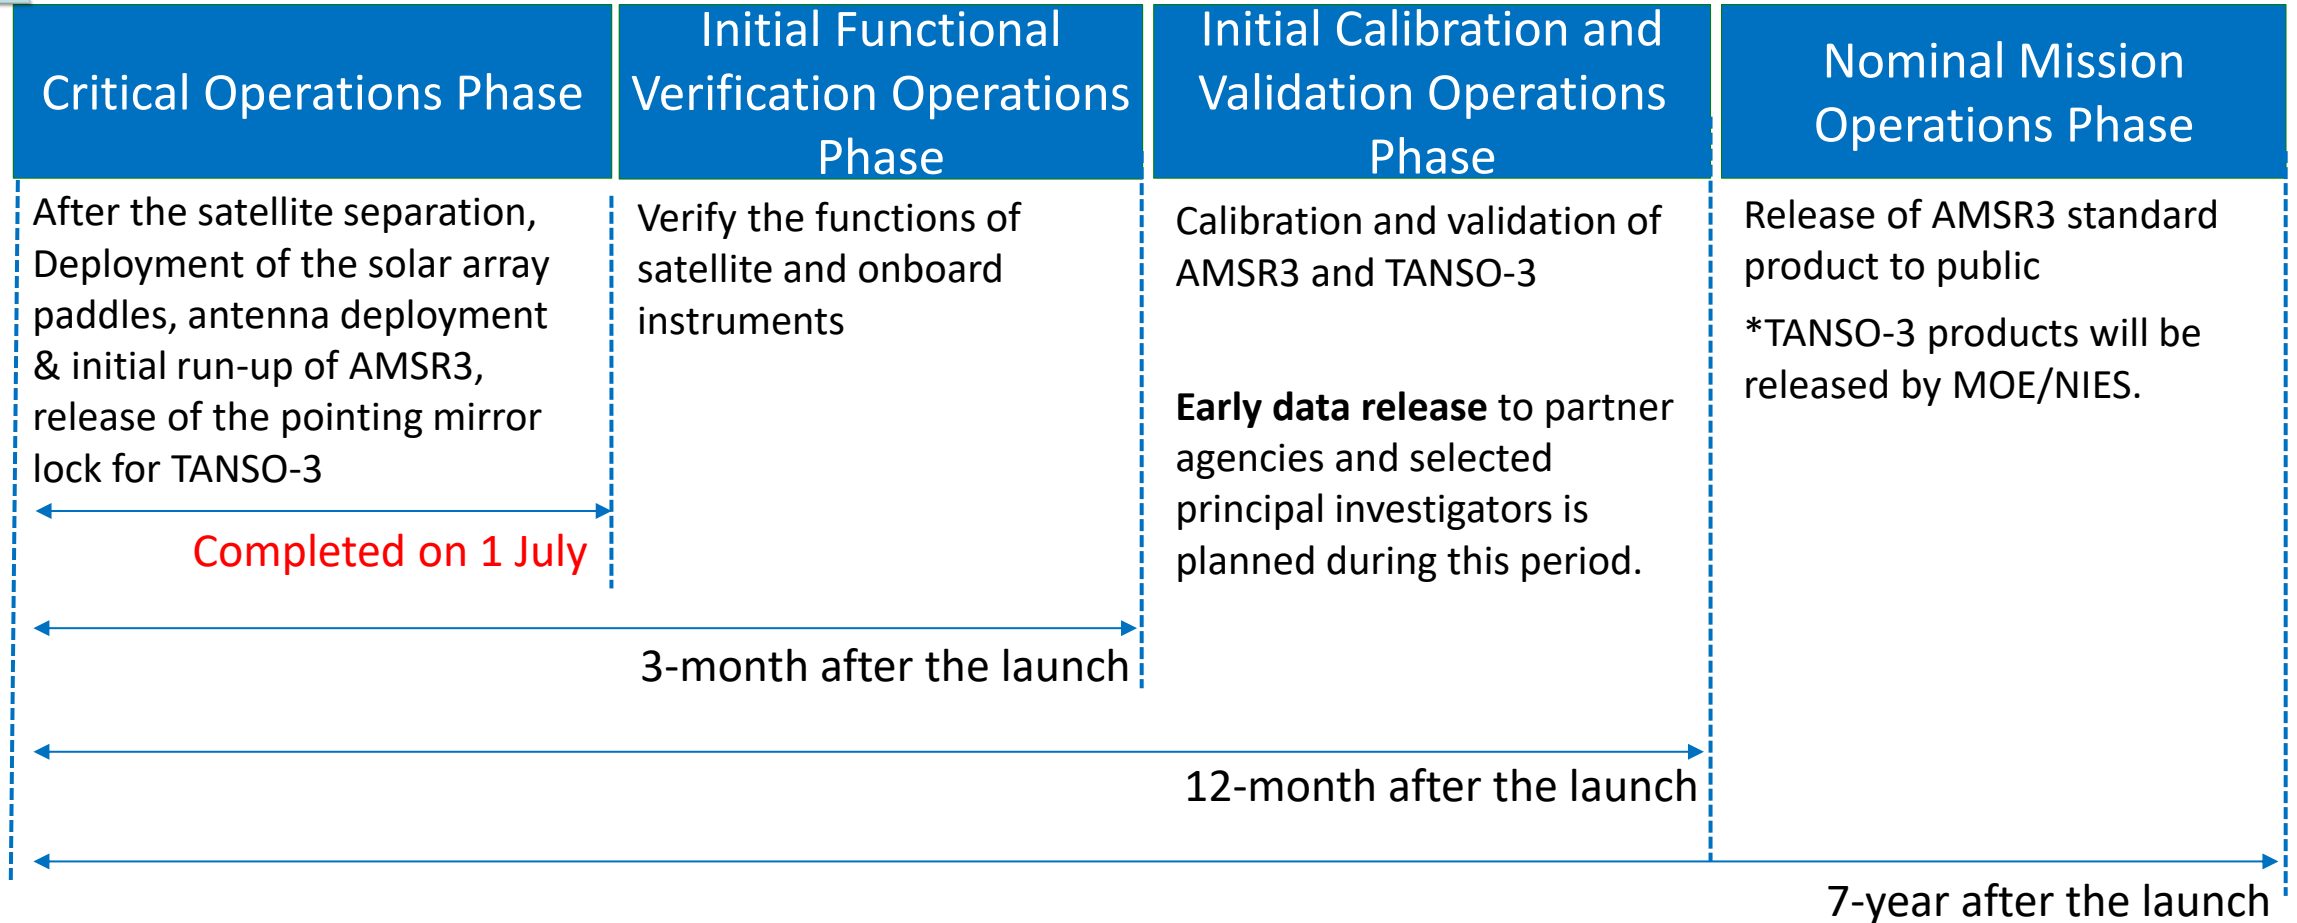 Critical Operations Phase
Initial Functional
Verification Operations
Phase
Initial Calibration and
Validation Operations
Phase
Nominal Mission
Operations Phase
After the satellite separation,
Deployment of the solar array
paddles, antenna deployment
& initial run-up of AMSR3,
release of the pointing mirror
lock for TANSO-3
Completed on 1 July
Verify the functions of
satellite and onboard
instruments
Calibration and validation of
AMSR3 and TANSO-3
Early data release to partner
agencies and selected
principal investigators is
planned during this period.
Release of AMSR3 standard
product to public
*TANSO-3 products will be
released by MOE/NIES.
3-month after the launch
12-month after the launch
7-year after the launch